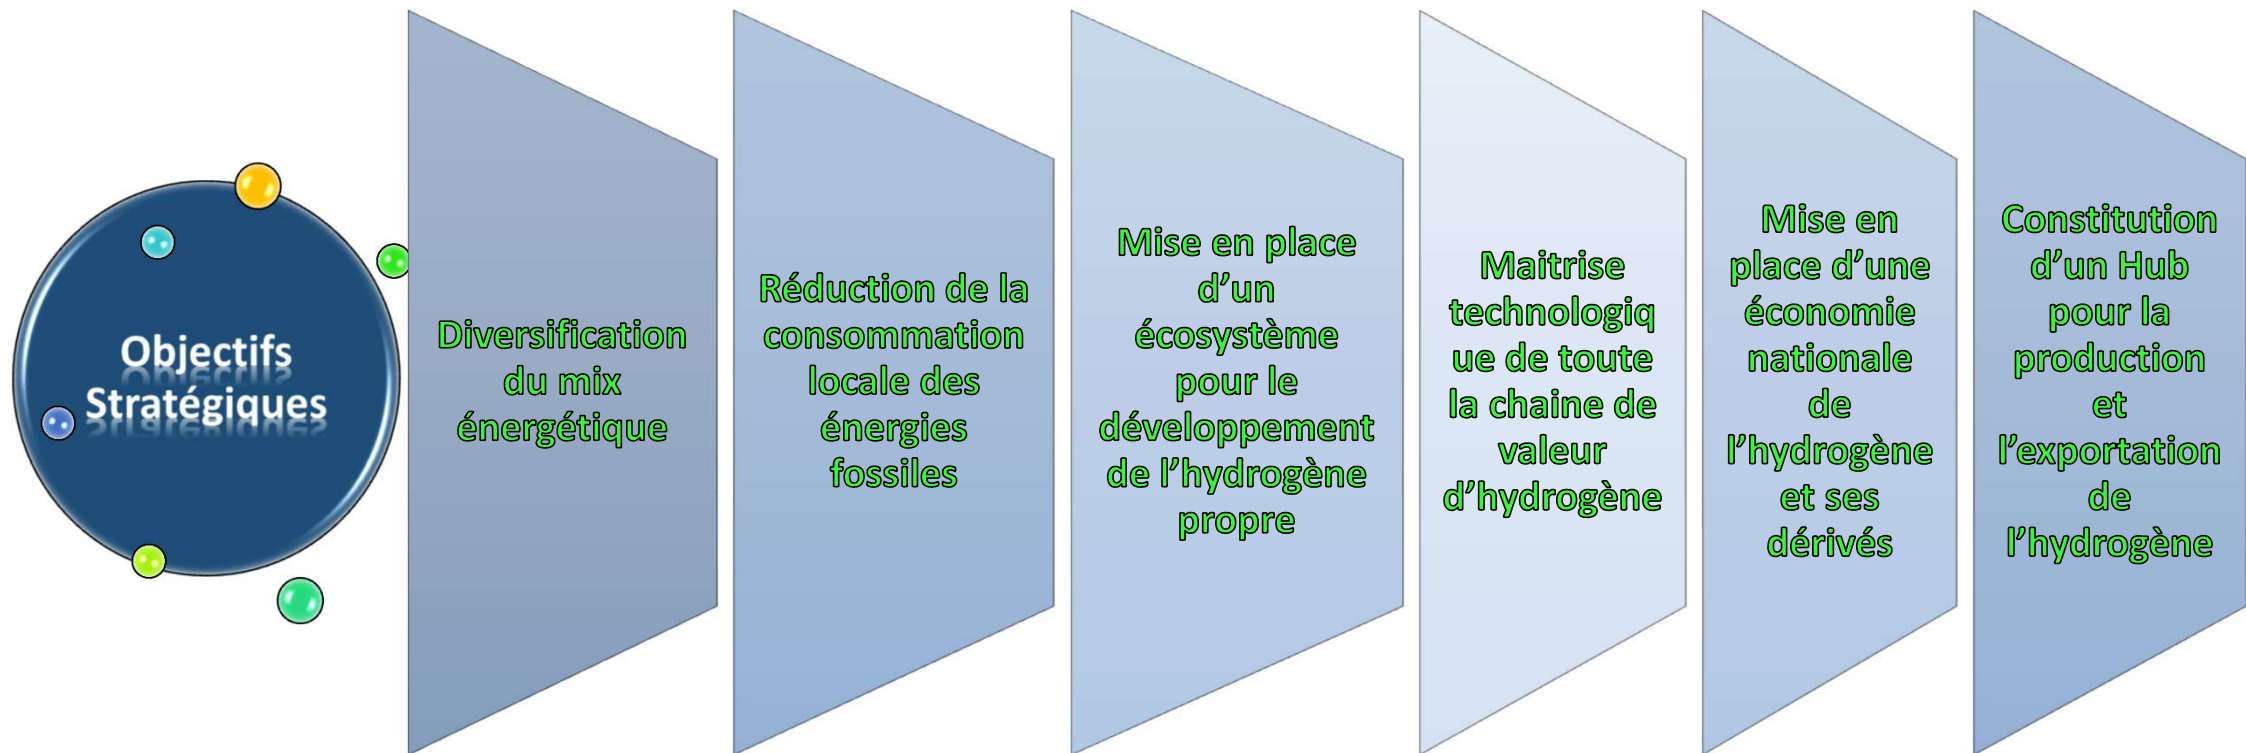 Objectifs
Stratégiques
Diversification
du mix
énergétique
Réduction de la
consommation
locale des
énergies
fossiles
Mise en place
d’un
écosystème
pour le
développement
de l’hydrogène
propre
Maitrise
technologiq
ue de toute
la chaine de
valeur
d’hydrogène
Mise en
place d’une
économie
nationale
de
l’hydrogène
et ses
dérivés
Constitution
d’un Hub
pour la
production
et
l’exportation
de
l’hydrogène